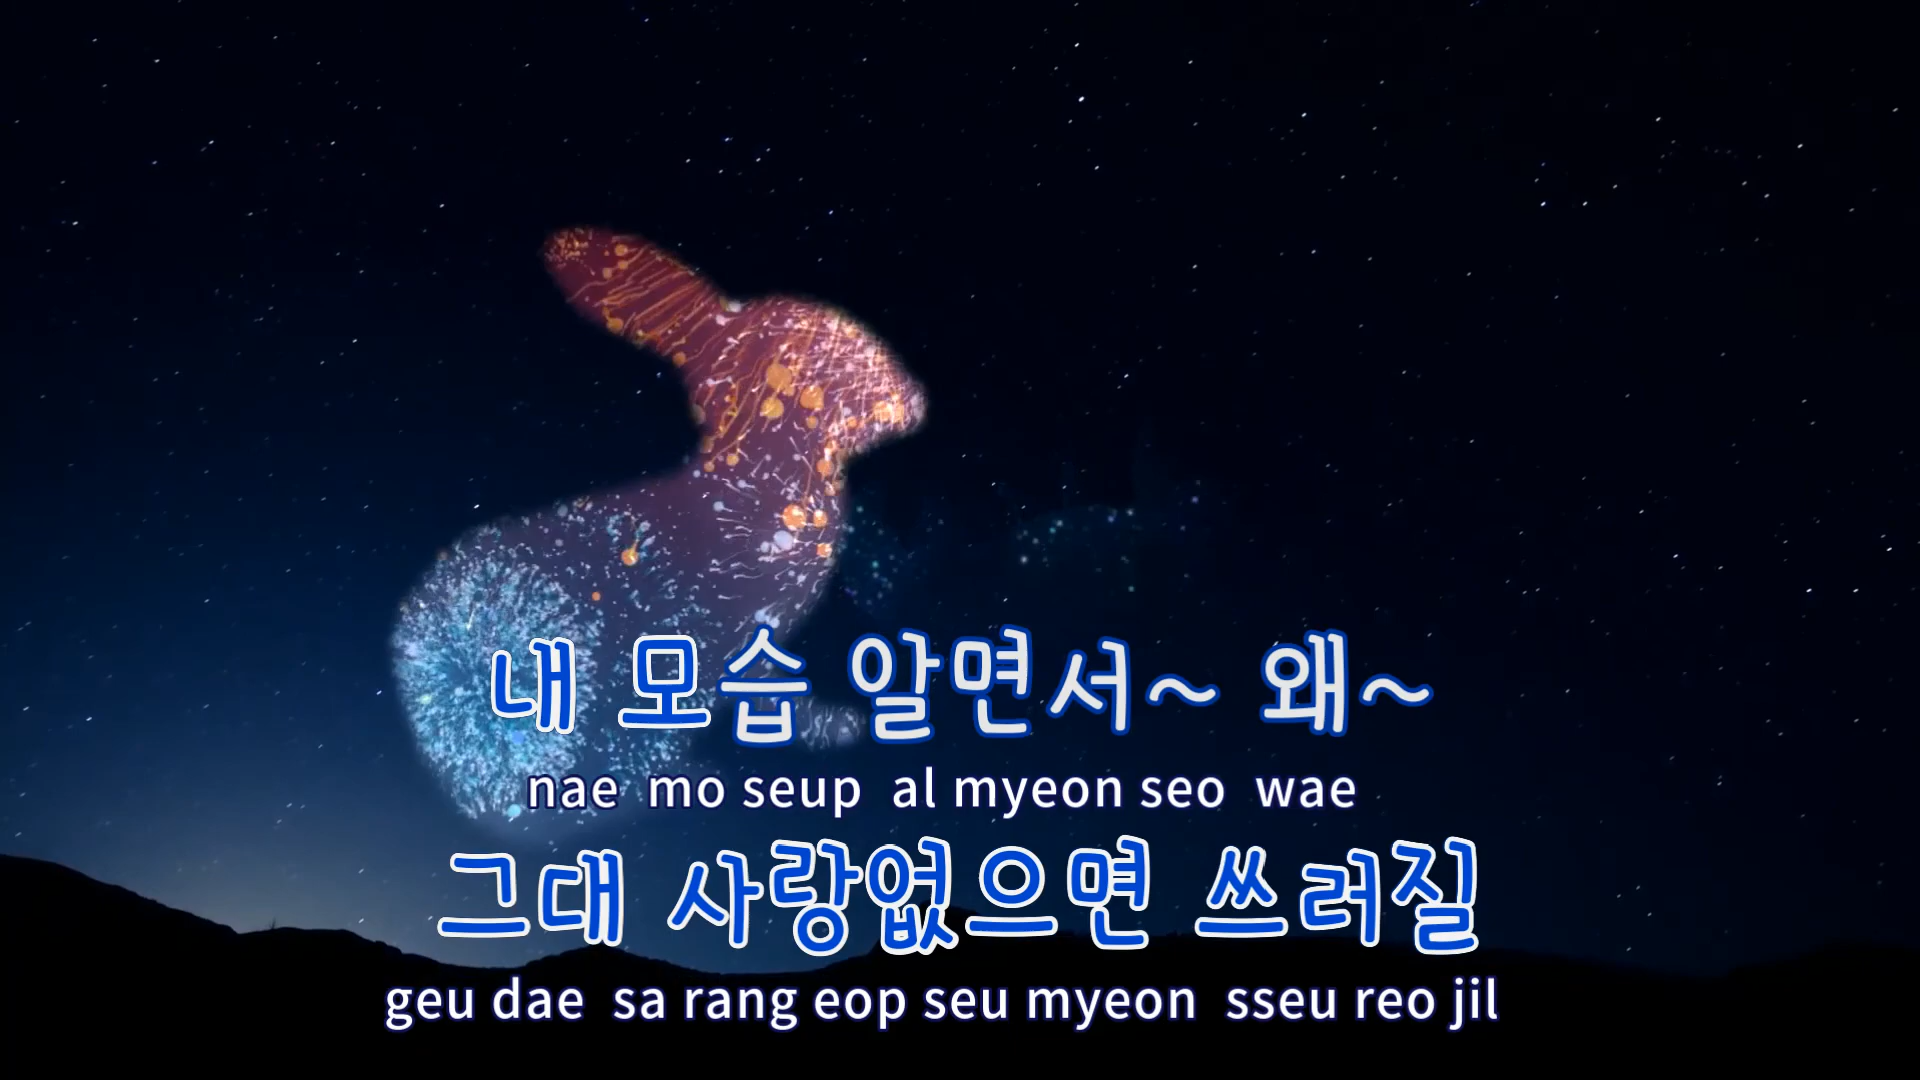 내 모습 알면서~ 왜~
nae mo seup al myeon seo wae
그대 사랑없으면 쓰러질
geu dae sa rang eop seu myeon sseu reo jil